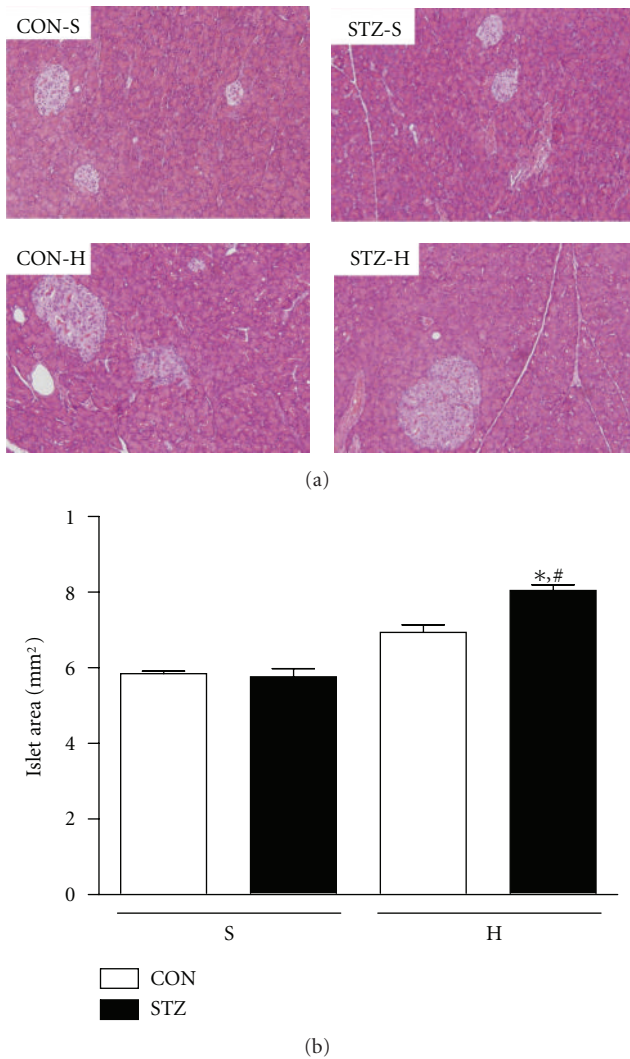 CON-S
STZ-S
CON-H
STZ-H
(a)
1
8
6
4
2
0
Islet area (mm²)
*,#
S
H
CON
STZ
(b)